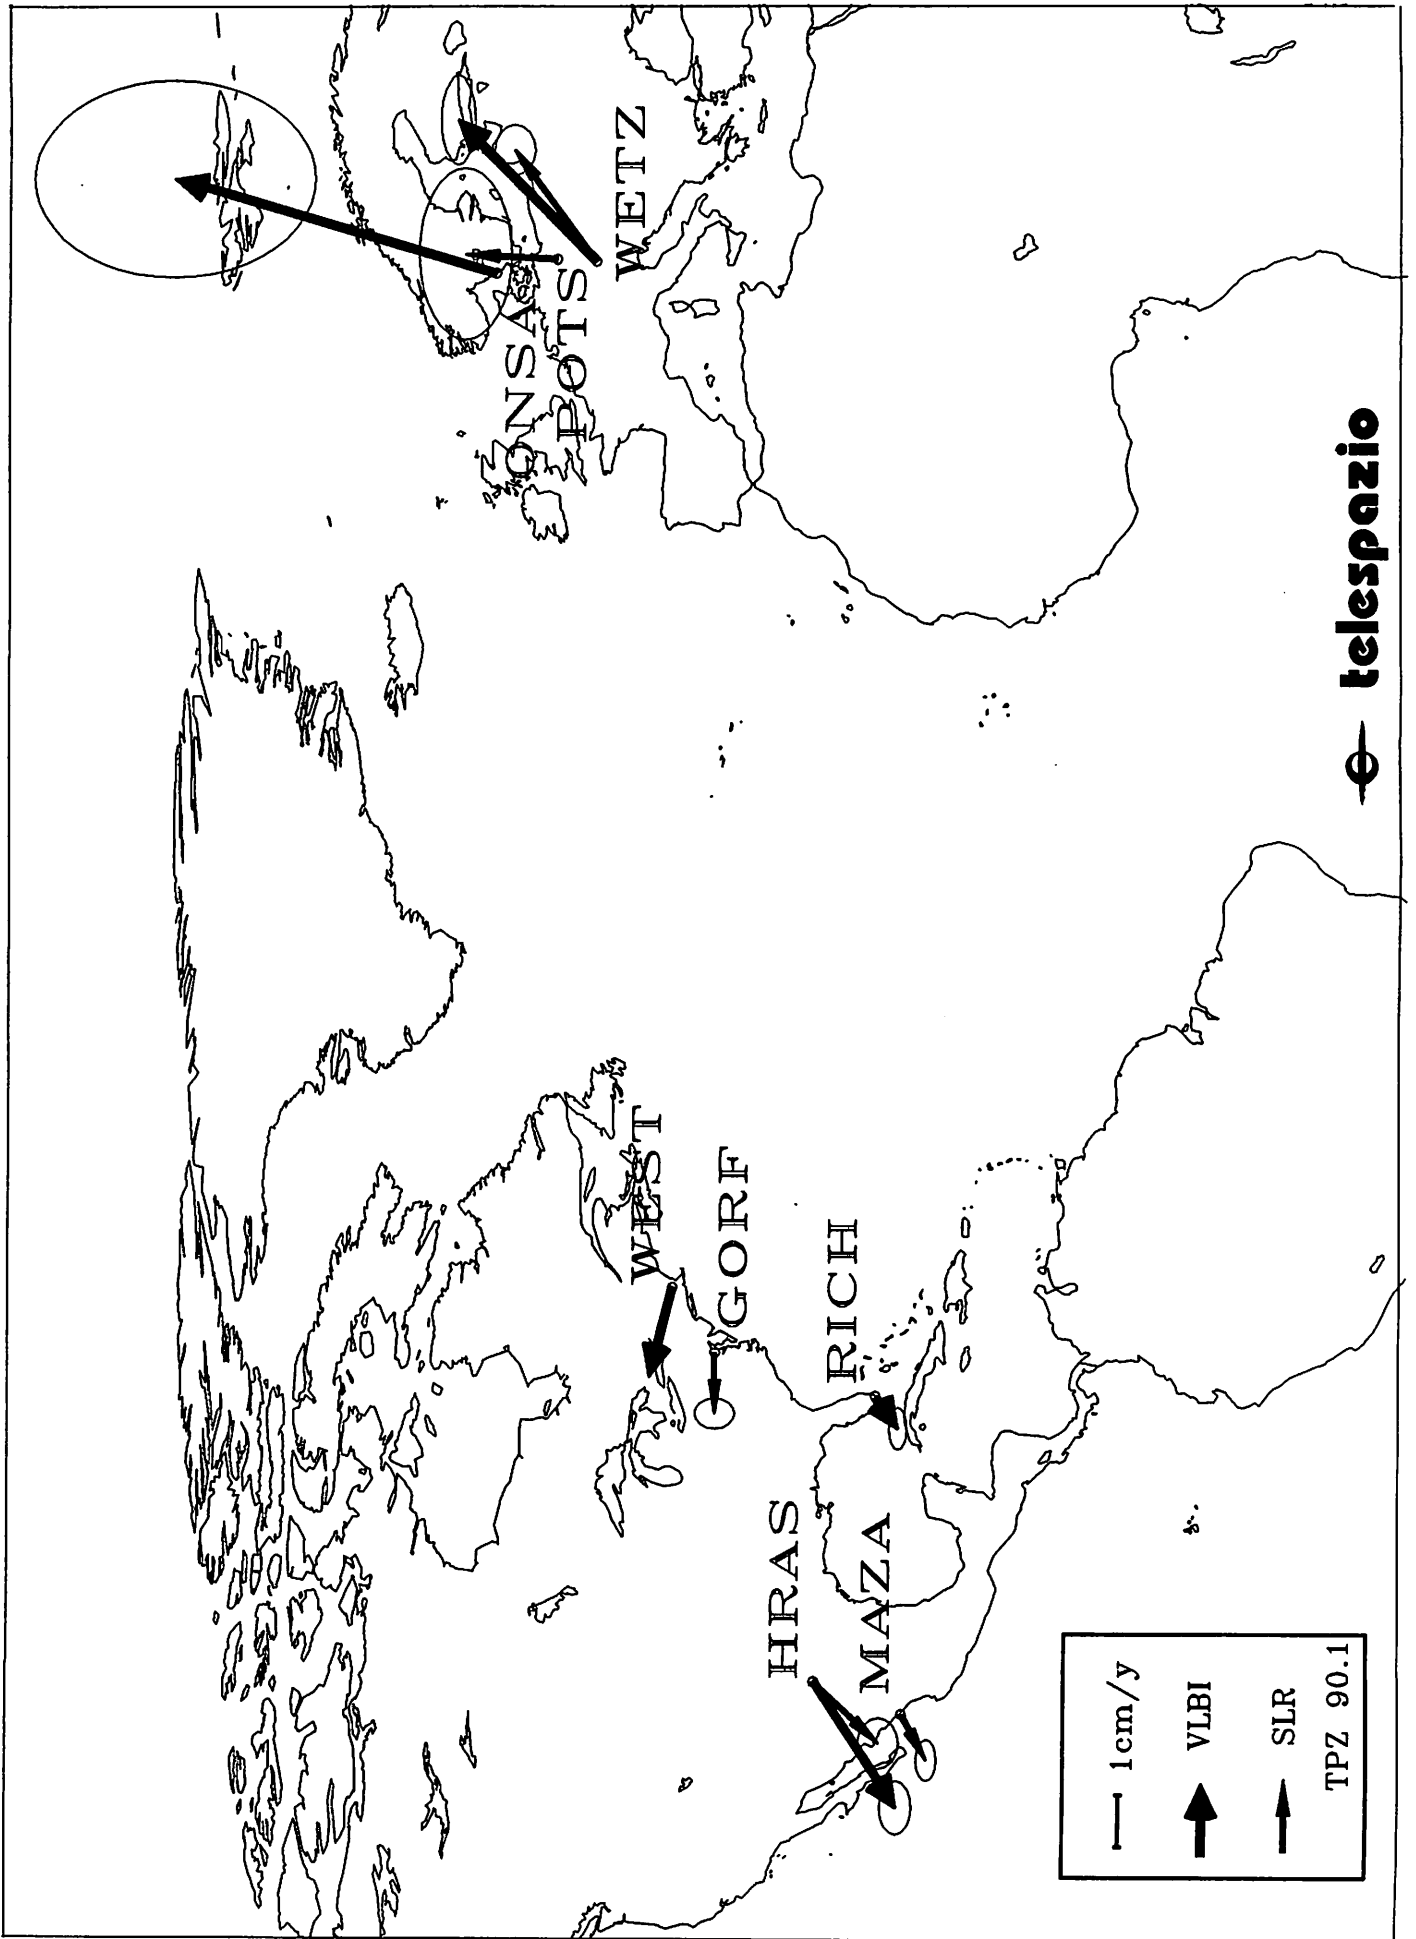 ONSA
POTS
WETZ
WEST
GORF
RICH
HRAS
MAZA
1cm/y
VLBI
SLR
TPZ 90.1
telespazio